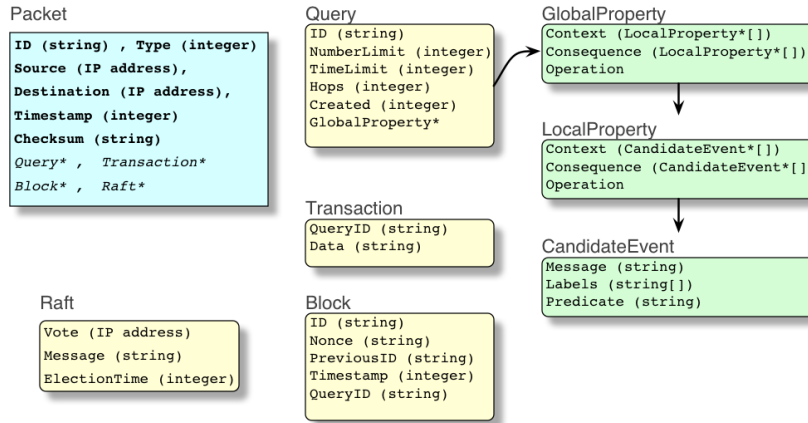 Packet
ID (string) , Type (integer)
Source (IP address),
Destination (IP address),
Timestamp (integer)
Checksum (string)
Query* , Transaction*
Block* , Raft*
Raft
Vote (IP address)
Message (string)
ElectionTime (integer)
Query
ID (string)
NumberLimit (integer)
TimeLimit (integer)
Hops (integer)
Created (integer)
GlobalProperty*
Transaction
QueryID (string)
Data (string)
Block
ID (string)
Nonce (string)
PreviousID (string)
Timestamp (integer)
QueryID (string)
GlobalProperty
Context (LocalProperty*[])
Consequence (LocalProperty*[])
Operation
LocalProperty
Context (CandidateEvent*[])
Consequence (CandidateEvent*[]
Operation
CandidateEvent
Message (string)
Labels (string[])
Predicate (string)